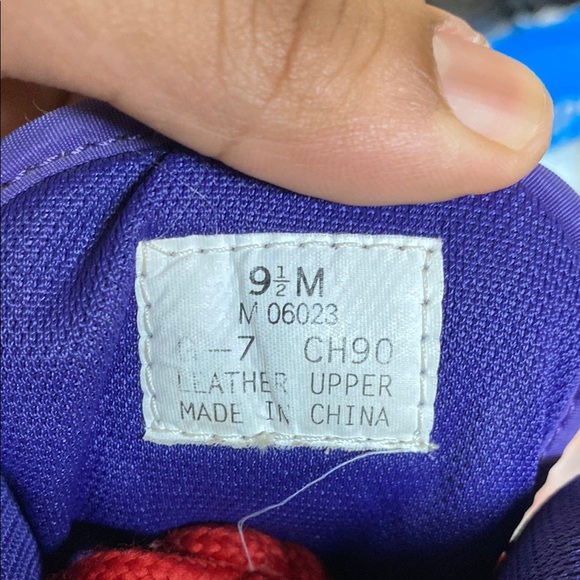 9½ M
M 06023
–7 CH90
LEATHER UPPER
MADE IN CHINA